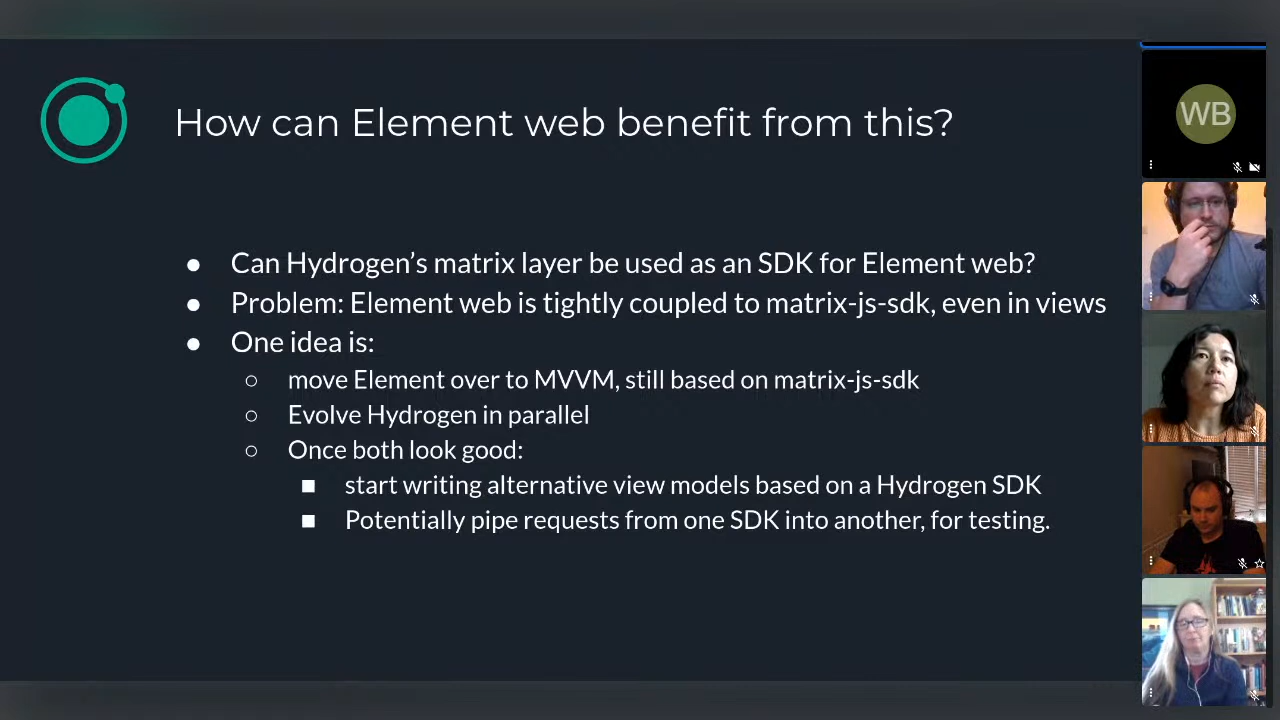 How can Element web benefit from this?
● Can Hydrogen’s matrix layer be used as an SDK for Element web?
● Problem: Element web is tightly coupled to matrix-js-sdk, even in views
● One idea is:
○ move Element over to MVVM, still based on matrix-js-sdk
○ Evolve Hydrogen in parallel
○ Once both look good:
■ start writing alternative view models based on a Hydrogen SDK
■ Potentially pipe requests from one SDK into another, for testing.
WB